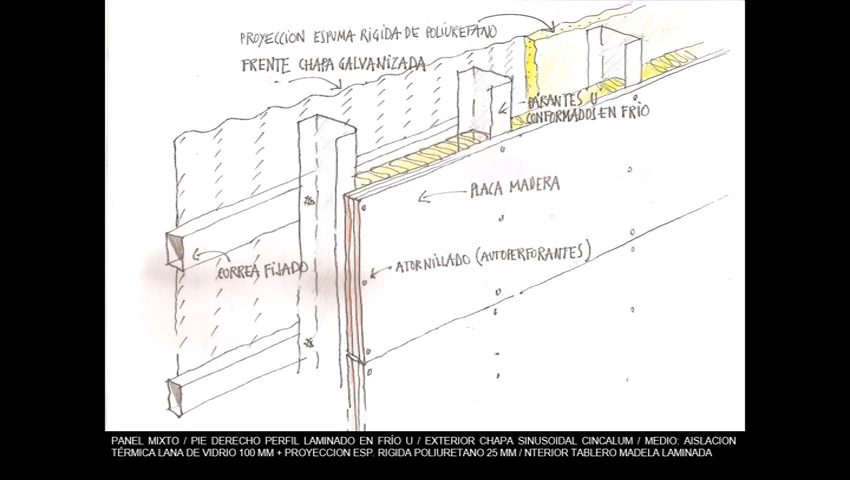 PROYECCION ESPUMA RIGIDA DE POLIURETANO
FRENTE CHAPA GALVANIZADA
PARANTES U
CONFORMADOS EN FRIO
PLACA MADERA
CORREA FIJADO
ATORNILLADO (AUTOPERFORANTES)
PANEL MIXTO / PIE DERECHO PERFIL LAMINADO EN FRÍO U / EXTERIOR CHAPA SINUSOIDAL CINCALUM / MEDIO: AISLACION
TÉRMICA LANA DE VIDRIO 100 MM + PROYECCION ESP. RIGIDA POLIURETANO 25 MM / NTERIOR TABLERO MADELA LAMINADA